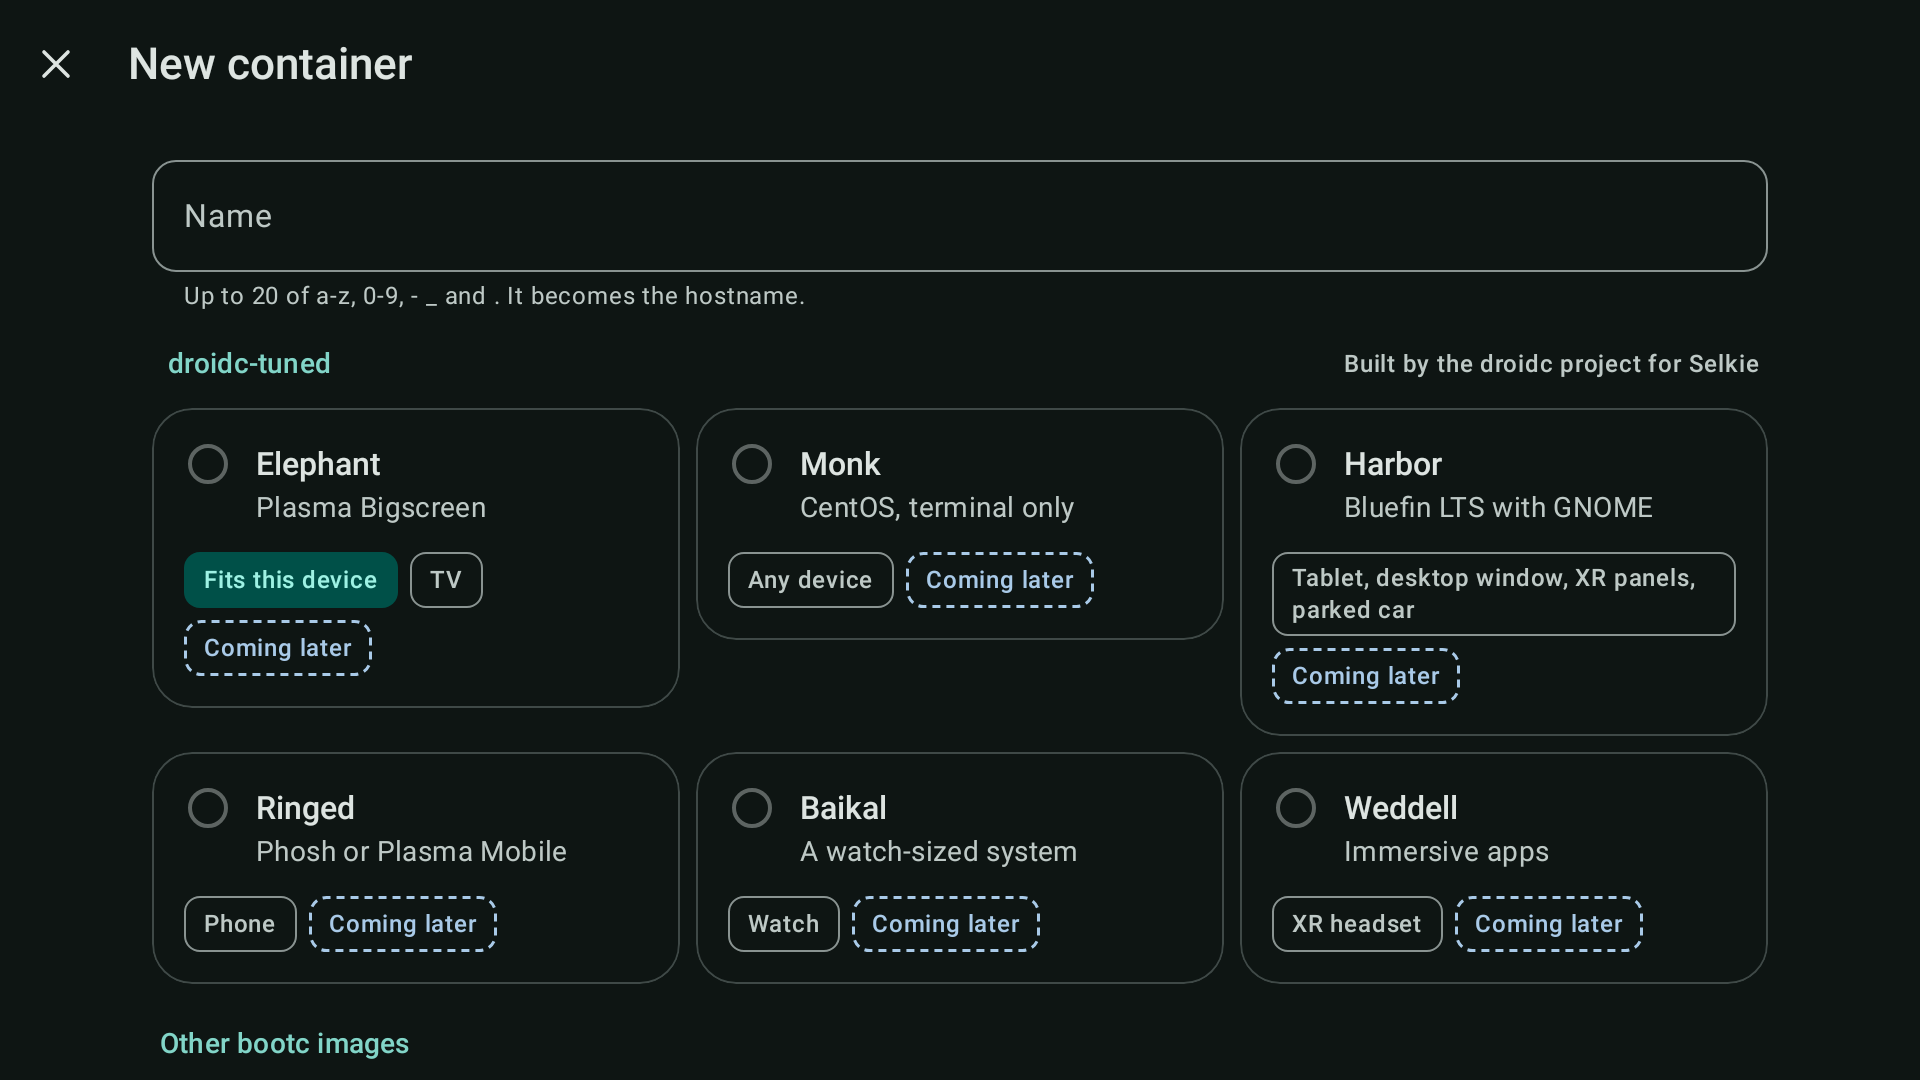 New container
Name
Up to 20 of a-z, 0-9, - _ and . It becomes the hostname.
droidc-tuned
Built by the droidc project for Selkie
Elephant
Plasma Bigscreen
Fits this device
TV
Coming later
Monk
CentOS, terminal only
Any device
Coming later
Harbor
Bluefin LTS with GNOME
Tablet, desktop window, XR panels,
parked car
Coming later
Ringed
Phosh or Plasma Mobile
Phone
Coming later
Baikal
A watch-sized system
Watch
Coming later
Weddell
Immersive apps
XR headset
Coming later
Other bootc images